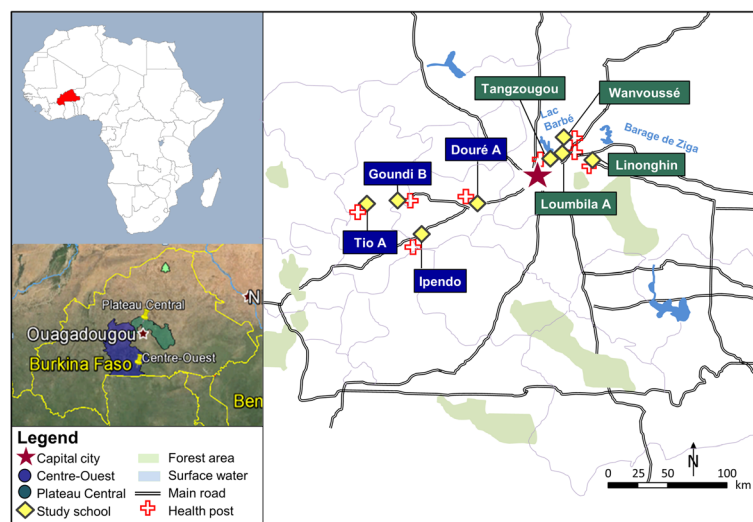 Tangzougou
Wanvoussé
Lac
Barbé
Barage de Ziga
Douré A
Goundi B
Linonghin
Loumbila A
Tio A
Ipendo
N
Plateau Central
Ouagadougou
Centre-Ouest
Burkina Faso
Ben
Legend
Capital city
Forest area
Centre-Ouest
Surface water
Plateau Central
Main road
Study school
Health post
N
0 25 50 75 100
km